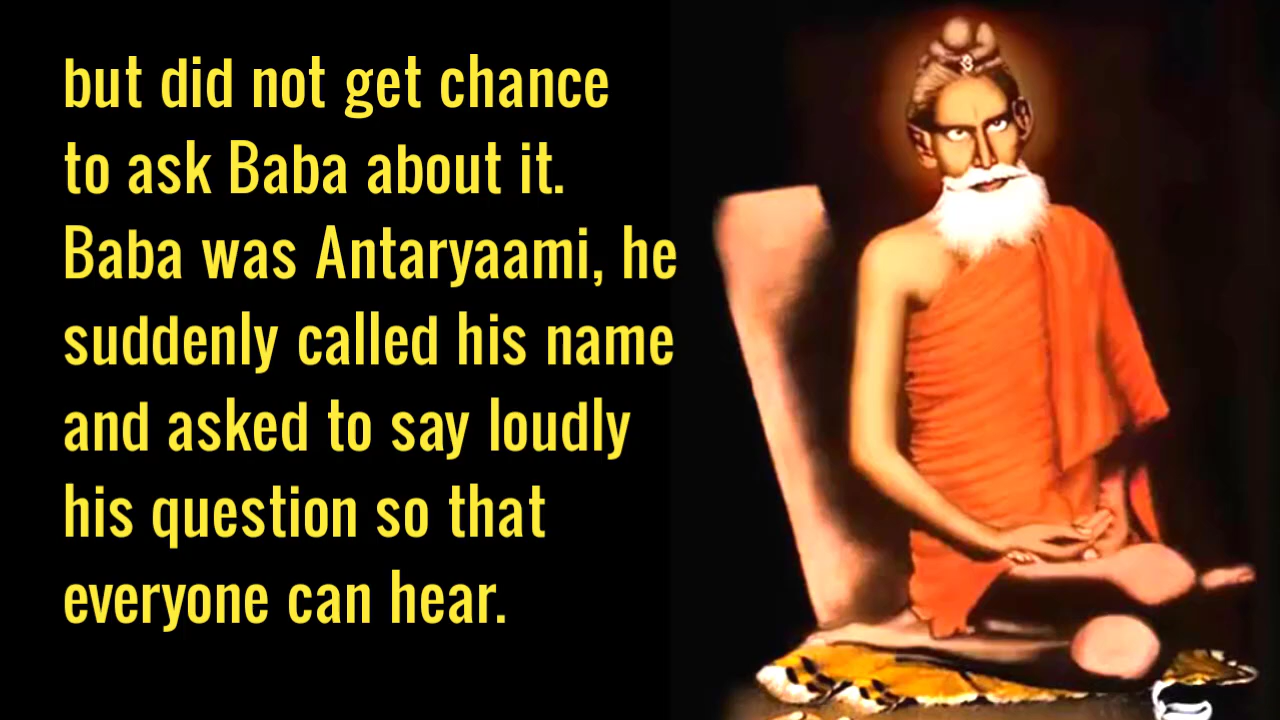 but did not get chance
to ask Baba about it.
Baba was Antaryaami, he
suddenly called his name
and asked to say loudly
his question so that
everyone can hear.